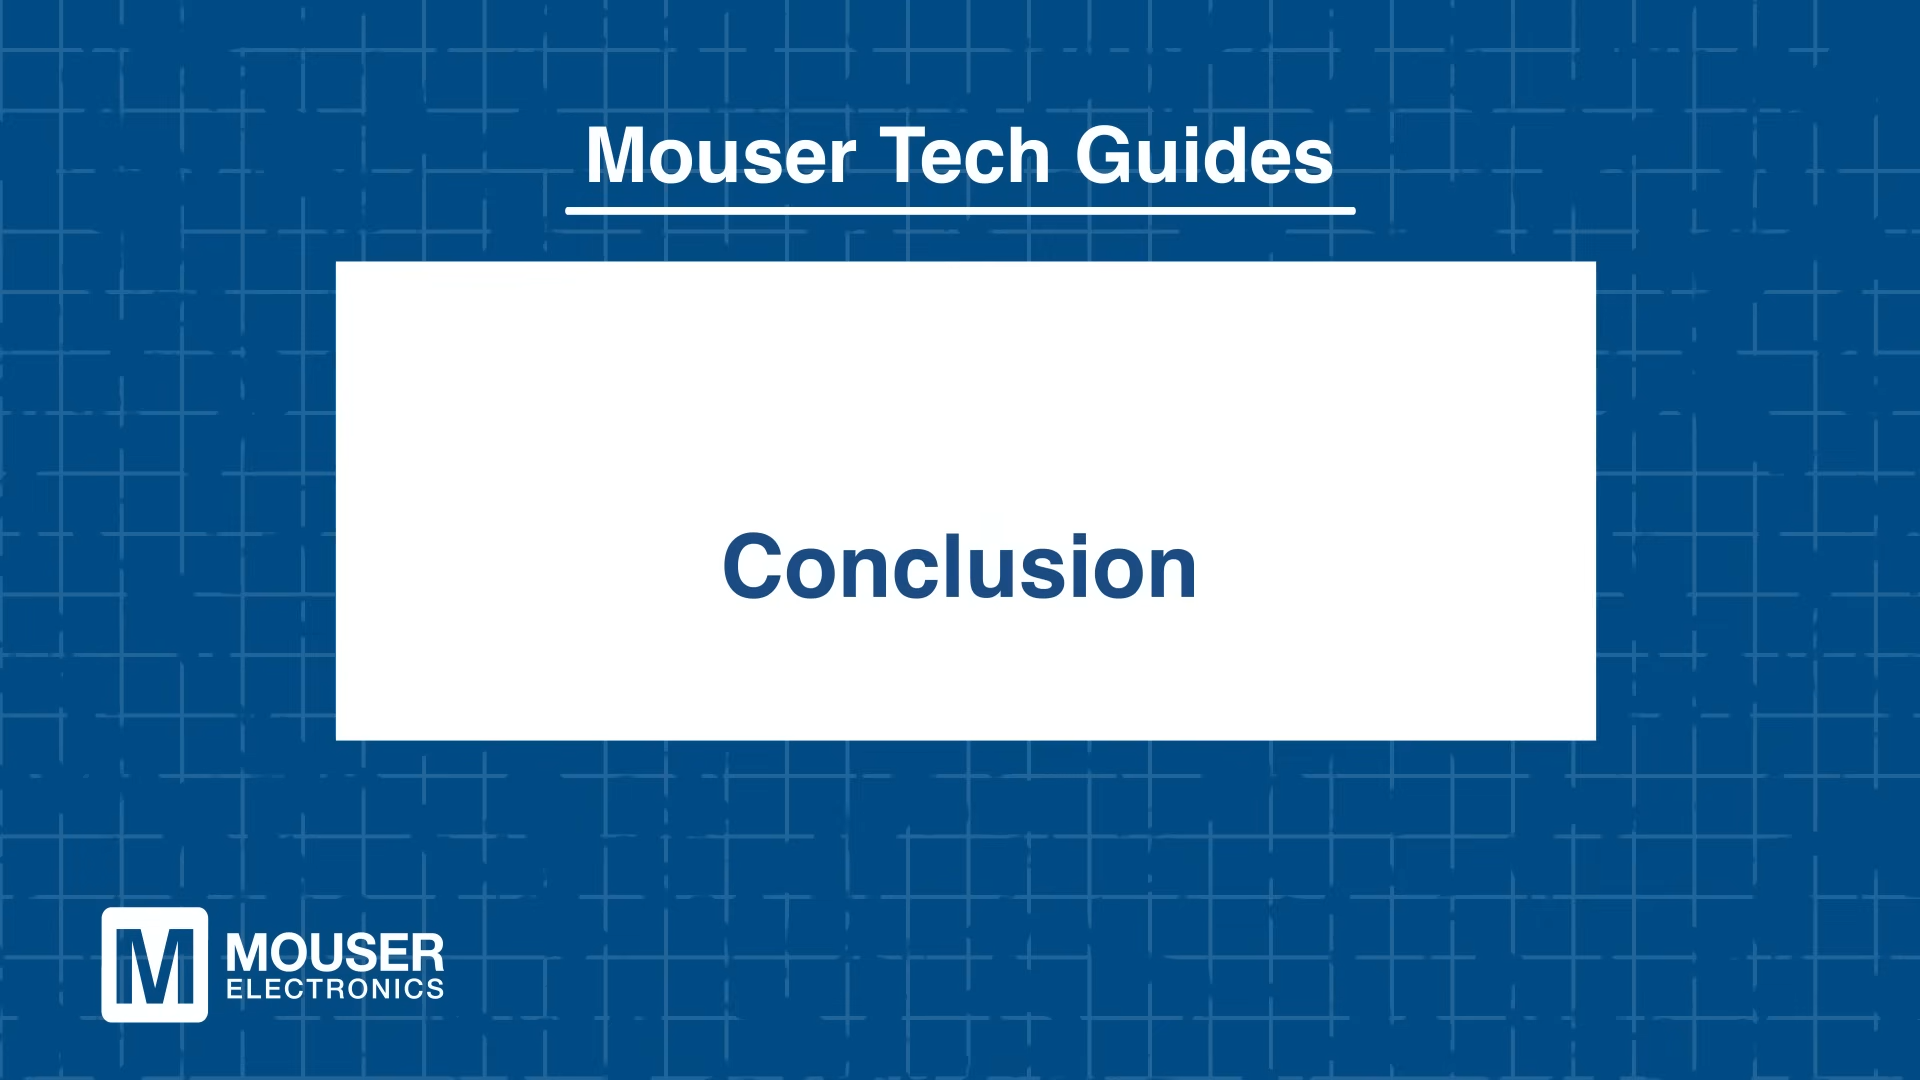 Mouser Tech Guides
Conclusion
M
MOUSER
ELECTRONICS